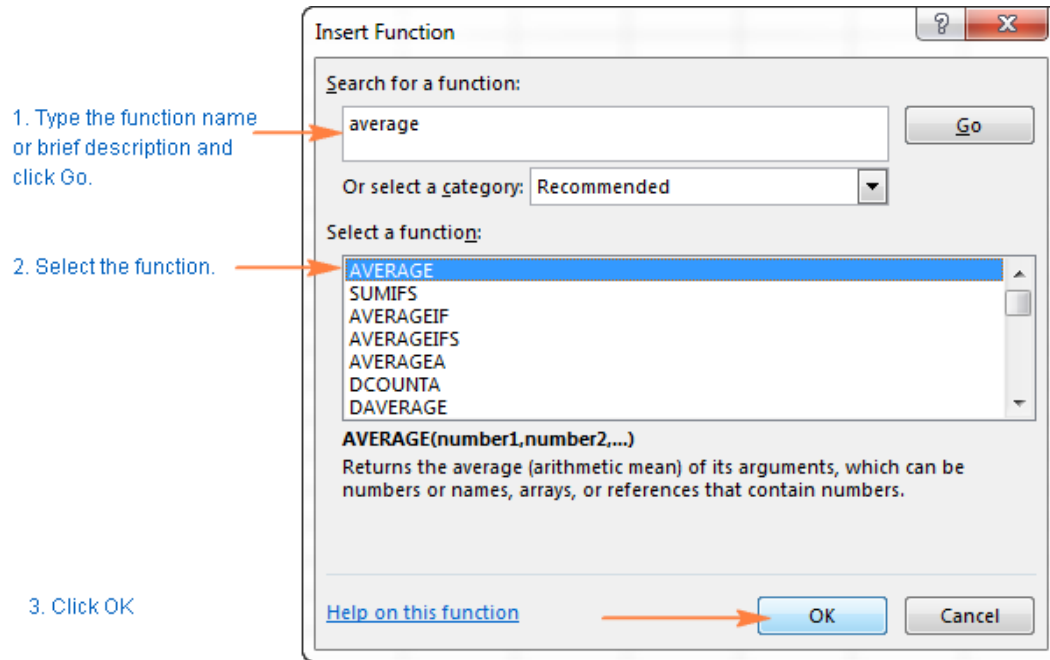 Insert Function
Search for a function:
1. Type the function name
or brief description and
click Go.
average
Go
Or select a category: Recommended
Select a function:
2. Select the function.
AVERAGE
SUMIFS
AVERAGEIF
AVERAGEIFS
AVERAGEA
DCOUNTA
DAVERAGE
AVERAGE(number1,number2,...)
Returns the average (arithmetic mean) of its arguments, which can be
numbers or names, arrays, or references that contain numbers.
3. Click OK
Help on this function
OK
Cancel